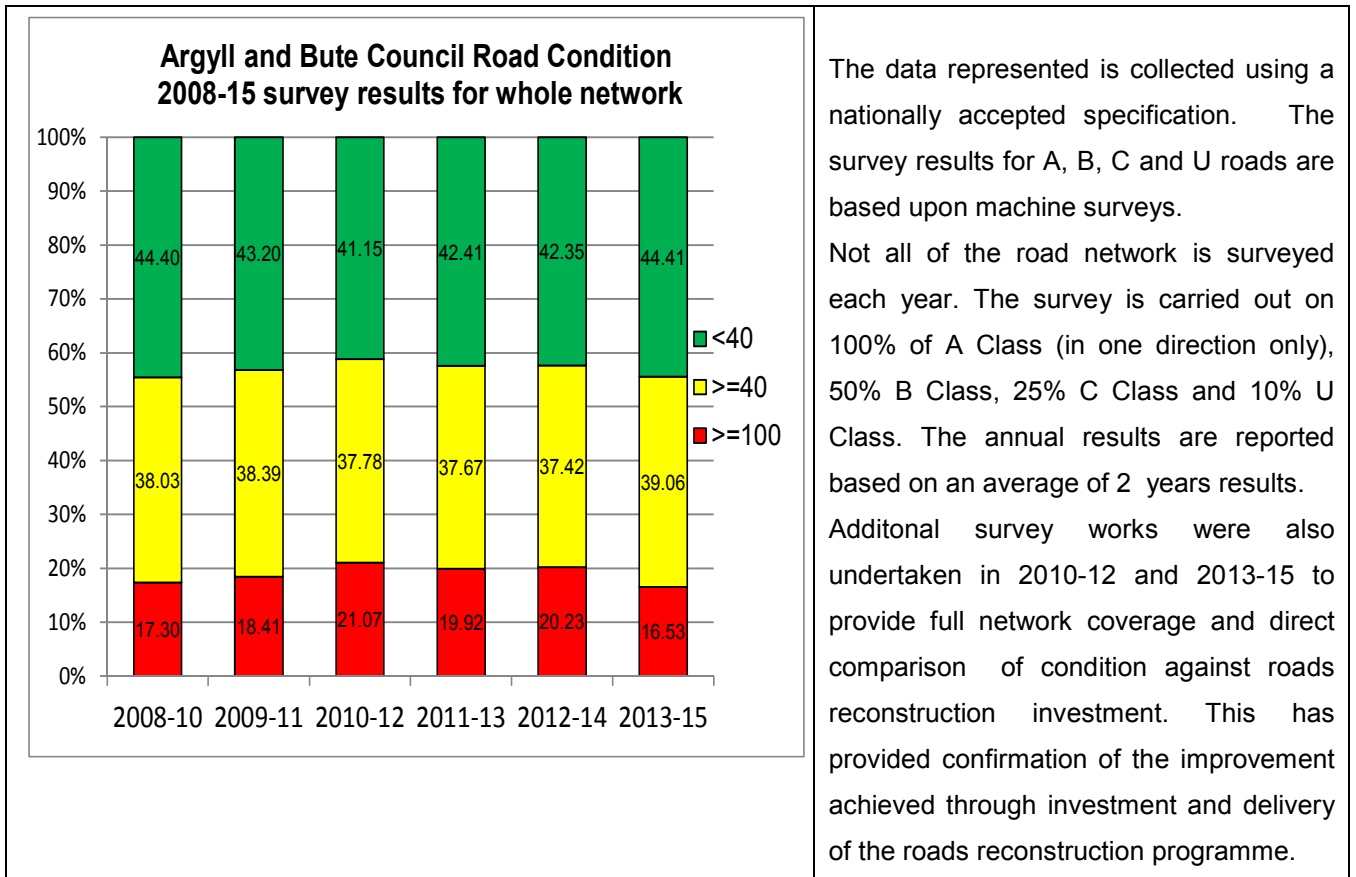 Argyll and Bute Council Road Condition
2008-15 survey results for whole network
100%
90%
80%
70%
60%
50%
40%
30%
20%
10%
0%
44.40 43.20 41.15 42.41 42.35 44.41
38.03 38.39 37.78 37.67 37.42 39.06
17.30 18.41 21.07 19.92 20.23 16.53
2008-10 2009-11 2010-12 2011-13 2012-14 2013-15
<40
>=40
>=100
The data represented is collected using a
nationally accepted specification. The
survey results for A, B, C and U roads are
based upon machine surveys.
Not all of the road network is surveyed
each year. The survey is carried out on
100% of A Class (in one direction only),
50% B Class, 25% C Class and 10% U
Class. The annual results are reported
based on an average of 2 years results.
Additonal survey works were also
undertaken in 2010-12 and 2013-15 to
provide full network coverage and direct
comparison of condition against roads
reconstruction investment. This has
provided confirmation of the improvement
achieved through investment and delivery
of the roads reconstruction programme.